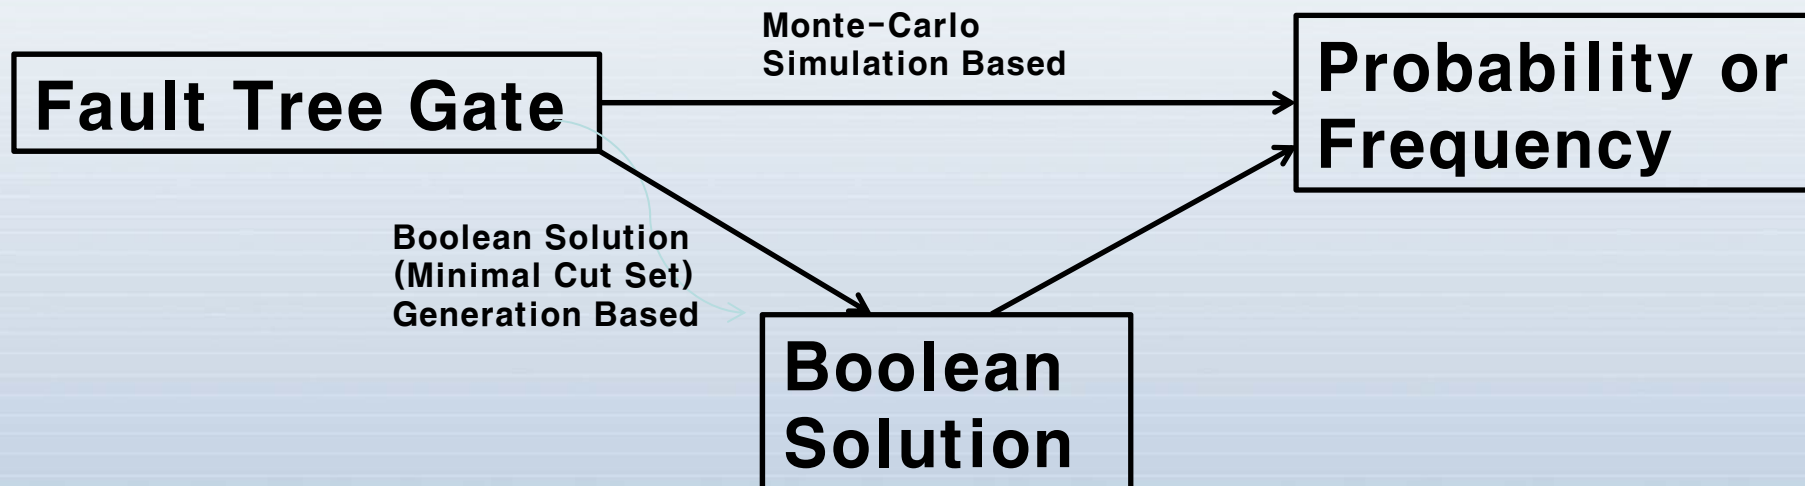 Monte-Carlo
Simulation Based
Fault Tree Gate
Probability or
Frequency
Boolean Solution
(Minimal Cut Set)
Generation Based
Boolean
Solution